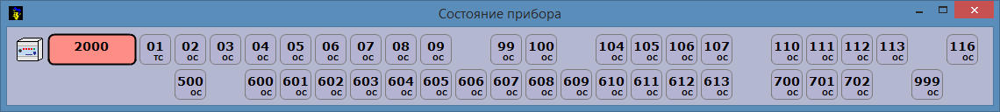 Состояние прибора
2000 01 02 03 04 05 06 07 08 09 99 100 104 105 106 107 110 111 112 113 116
ТС ОС ОС ОС ОС ОС ОС ОС ОС ОС ОС ОС ОС ОС ОС ОС ОС ОС ОС ОС
500 600 601 602 603 604 605 606 607 608 609 610 611 612 613 700 701 702 999
ОС ОС ОС ОС ОС ОС ОС ОС ОС ОС ОС ОС ОС ОС ОС ОС ОС ОС ОС